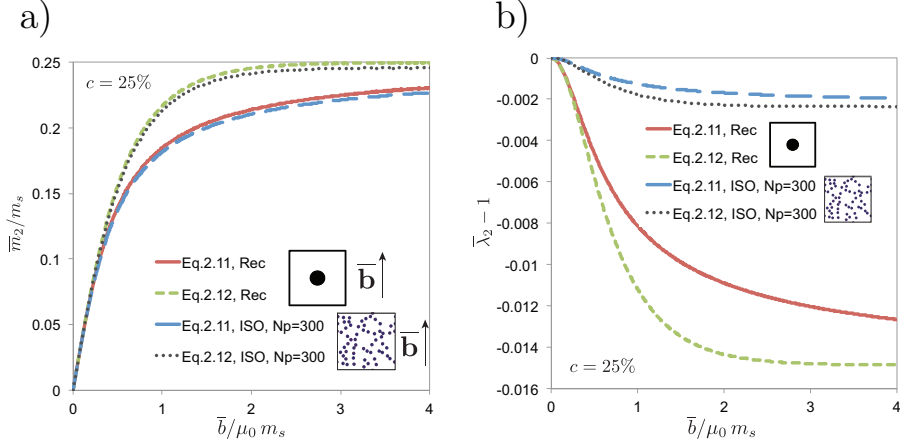 a)
c = 25%
0.25
0.2
0.15
0.1
0.05
0
m̅₂/mₛ
Eq.2.11, Rec
Eq.2.12, Rec
Eq.2.11, ISO, Np=300
Eq.2.12, ISO, Np=300
b̅
b̅
0 1 2 3 4
b̅/μ₀ mₛ
b)
0
-0.002
-0.004
-0.006
-0.008
-0.01
-0.012
-0.014
-0.016
λ̅₂ − 1
Eq.2.11, Rec
Eq.2.12, Rec
Eq.2.11, ISO, Np=300
Eq.2.12, ISO, Np=300
c = 25%
0 1 2 3 4
b̅/μ₀ mₛ